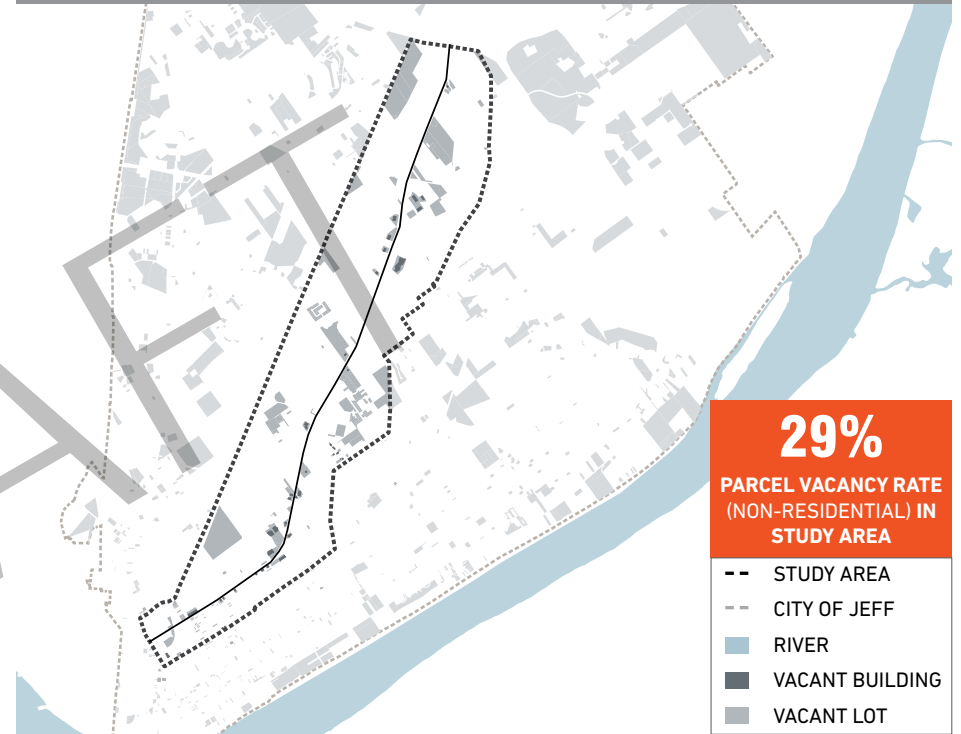 29%
PARCEL VACANCY RATE
(NON-RESIDENTIAL) IN
STUDY AREA
STUDY AREA
CITY OF JEFF
RIVER
VACANT BUILDING
VACANT LOT